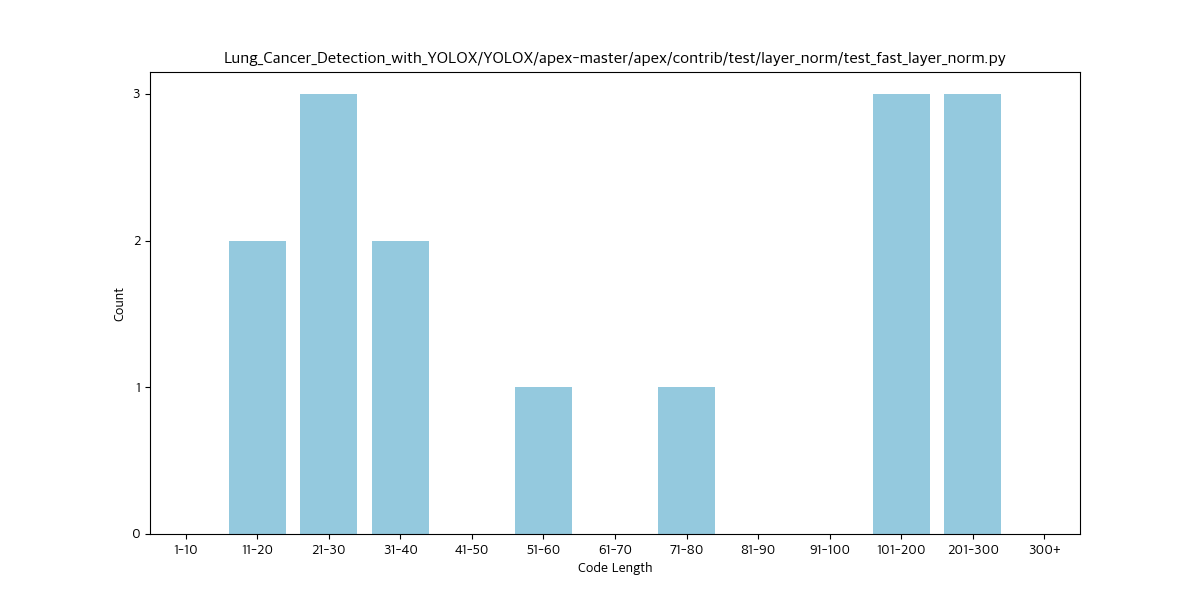 Lung_Cancer_Detection_with_YOLOX/YOLOX/apex-master/apex/contrib/test/layer_norm/test_fast_layer_norm.py
3
2
1
0
Count
1-10 11-20 21-30 31-40 41-50 51-60 61-70 71-80 81-90 91-100 101-200 201-300 300+
Code Length